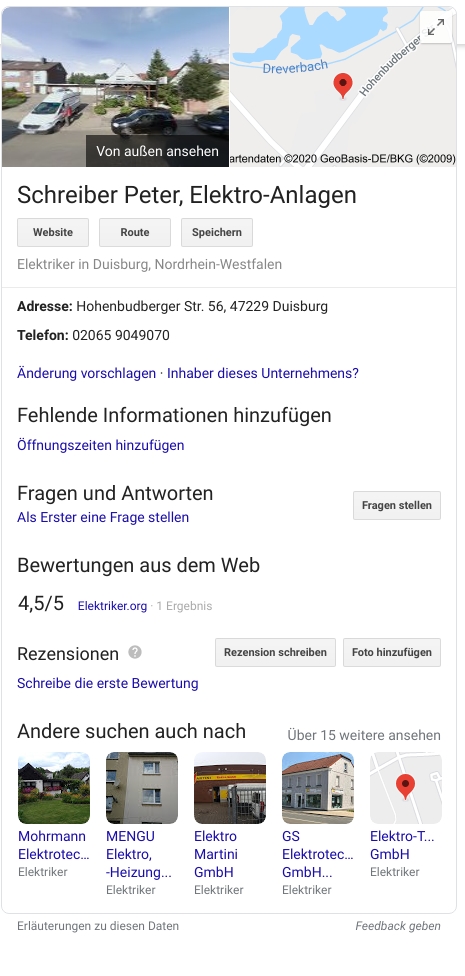 Dreverbach
Hohenbudberger
Von außen ansehen
artendaten ©2020 GeoBasis-DE/BKG (©2009)
Schreiber Peter, Elektro-Anlagen
Website Route Speichern
Elektriker in Duisburg, Nordrhein-Westfalen
Adresse: Hohenbudberger Str. 56, 47229 Duisburg
Telefon: 02065 9049070
Änderung vorschlagen · Inhaber dieses Unternehmens?
Fehlende Informationen hinzufügen
Öffnungszeiten hinzufügen
Fragen und Antworten
Fragen stellen
Als Erster eine Frage stellen
Bewertungen aus dem Web
4,5/5 Elektriker.org · 1 Ergebnis
Rezensionen ? Rezension schreiben Foto hinzufügen
Schreibe die erste Bewertung
Andere suchen auch nach Über 15 weitere ansehen
Mohrmann
Elektrotec...
Elektriker
MENGU
Elektro,
-Heizung...
Elektriker
Elektro
Martini
GmbH
Elektriker
GS
Elektrotec...
GmbH...
Elektriker
Elektro-T...
GmbH
Elektriker
Erläuterungen zu diesen Daten Feedback geben